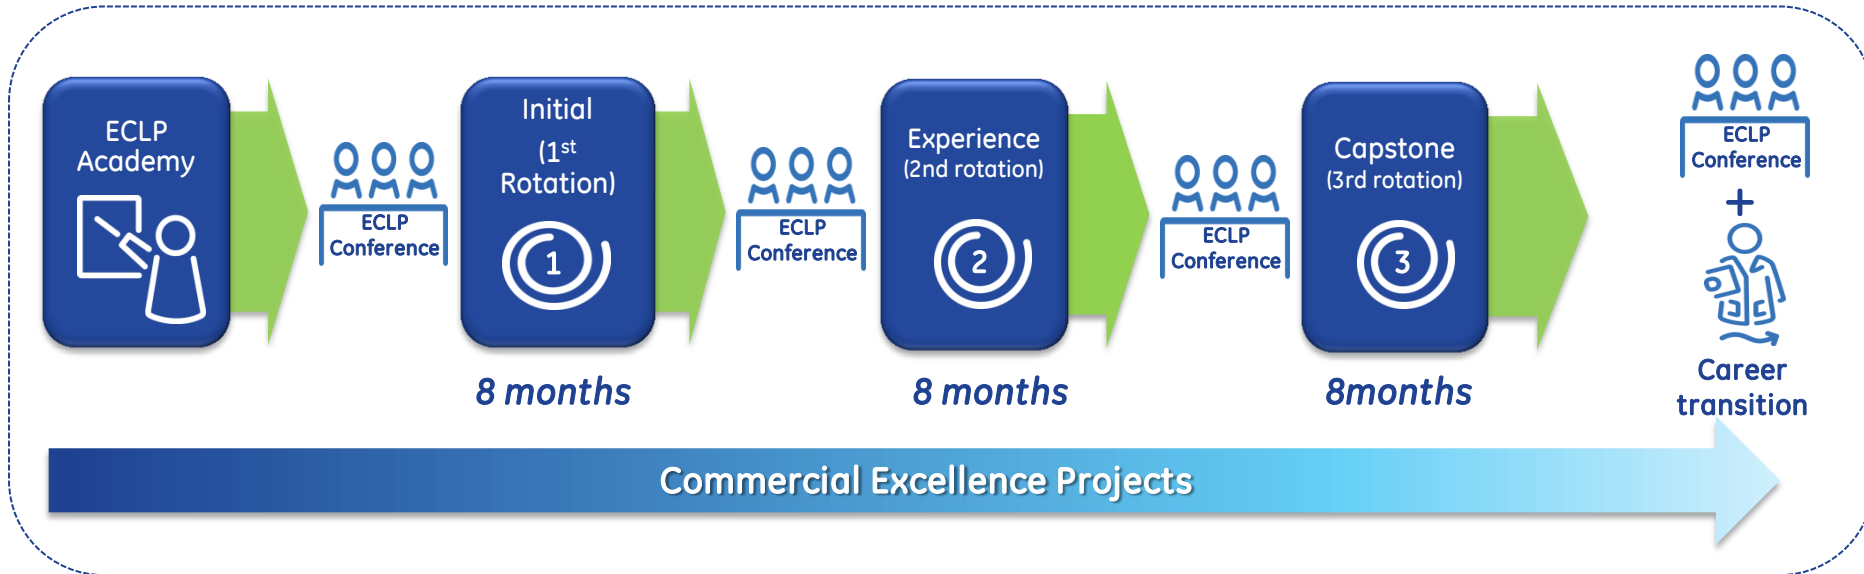 ECLP
Academy
ECLP
Conference
Initial
(1st
Rotation)
1
8 months
ECLP
Conference
Experience
(2nd rotation)
2
8 months
ECLP
Conference
Capstone
(3rd rotation)
3
8months
ECLP
Conference
+
Career
transition
Commercial Excellence Projects